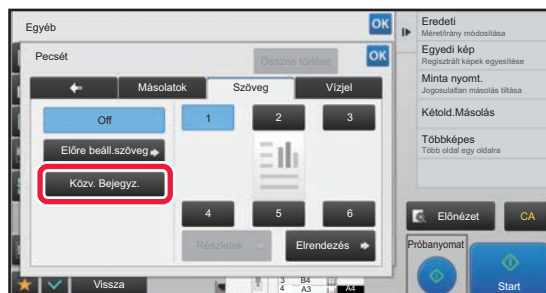 Egyéb
OK
Pecsét
Összes törlése
OK
Másolatok
Szöveg
Vízjel
Off
Előre beáll.szöveg
Közv. Bejegyz.
1
2
3
4
5
6
Részletek
Elrendezés
Vissza
3 B4
4 A3
A4
Eredeti
Méret/irány módosítása
Egyedi kép
Regisztrált képek egyesítése
Minta nyomt.
Jogosulatlan másolás tiltása
Kétold.Másolás
Többképes
Több oldal egy oldalra
Előnézet
CA
Próbanyomat
Start